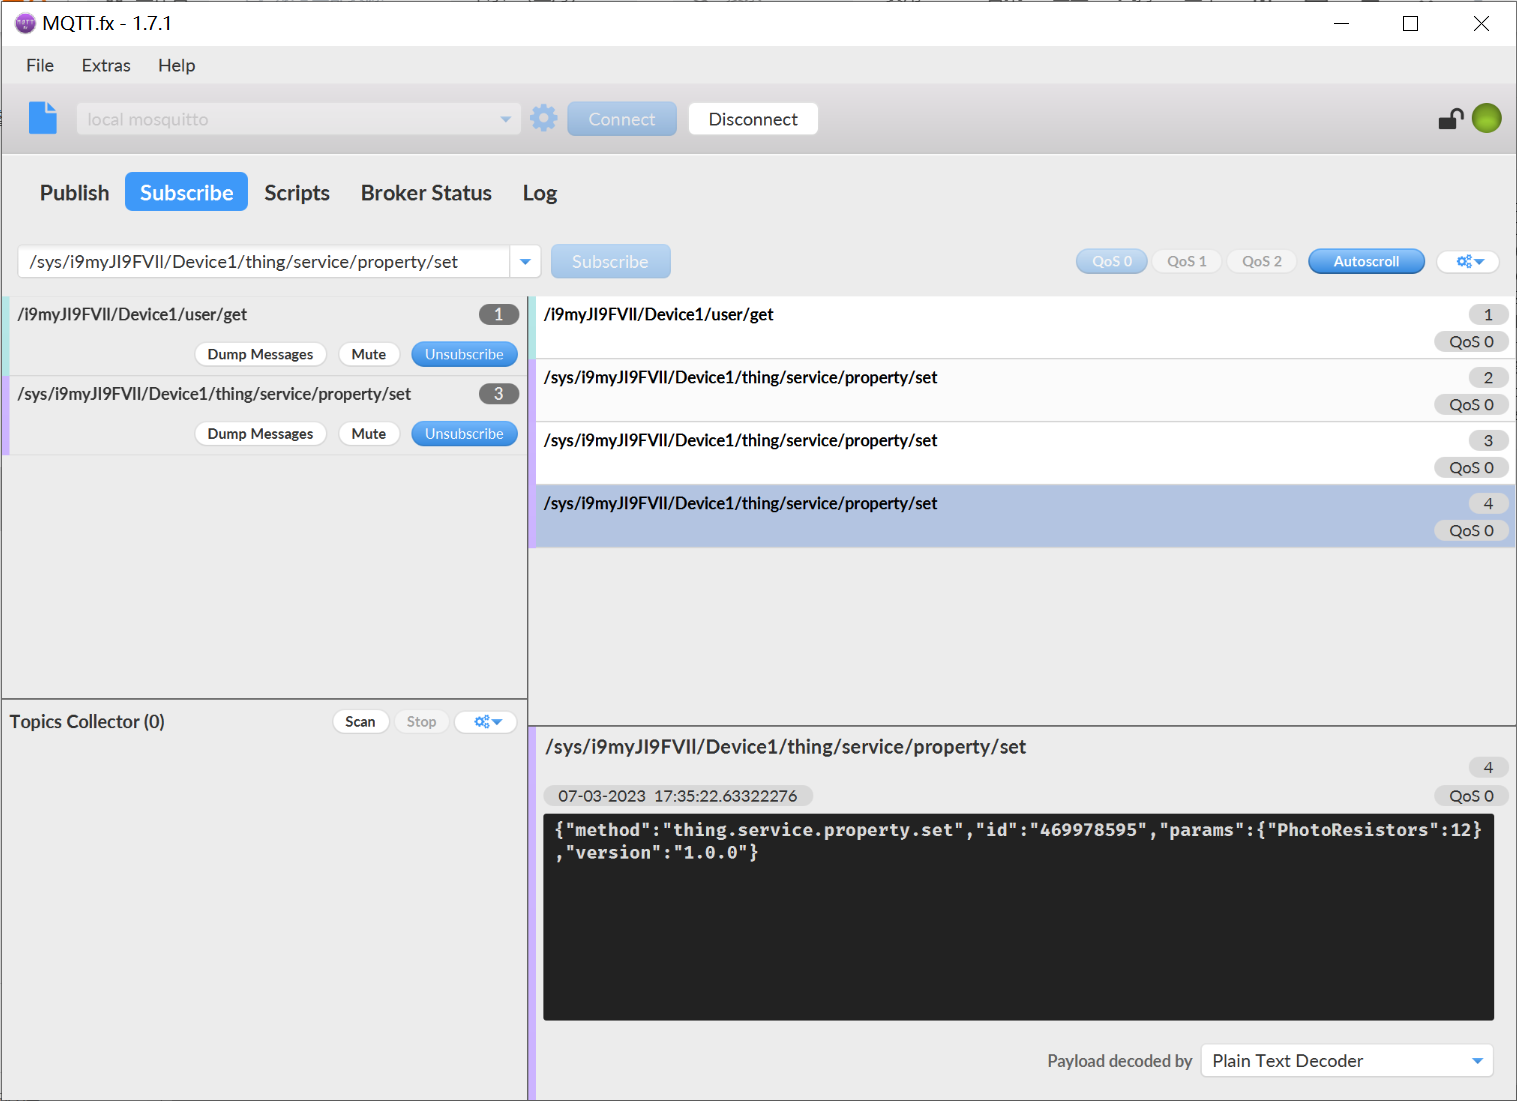 MQTT.fx - 1.7.1
File Extras Help
local mosquitto Connect Disconnect
Publish Subscribe Scripts Broker Status Log
/sys/i9myJI9FVII/Device1/thing/service/property/set Subscribe QoS 0 QoS 1 QoS 2 Autoscroll
/i9myJI9FVII/Device1/user/get 1
Dump Messages Mute Unsubscribe
/sys/i9myJI9FVII/Device1/thing/service/property/set 3
Dump Messages Mute Unsubscribe
/i9myJI9FVII/Device1/user/get 1
QoS 0
/sys/i9myJI9FVII/Device1/thing/service/property/set 2
QoS 0
/sys/i9myJI9FVII/Device1/thing/service/property/set 3
QoS 0
/sys/i9myJI9FVII/Device1/thing/service/property/set 4
QoS 0
Topics Collector (0) Scan Stop
/sys/i9myJI9FVII/Device1/thing/service/property/set
4
07-03-2023 17:35:22.63322276 QoS 0
{"method":"thing.service.property.set","id":"469978595","params":{"PhotoResistors":12}
,"version":"1.0.0"}
Payload decoded by Plain Text Decoder